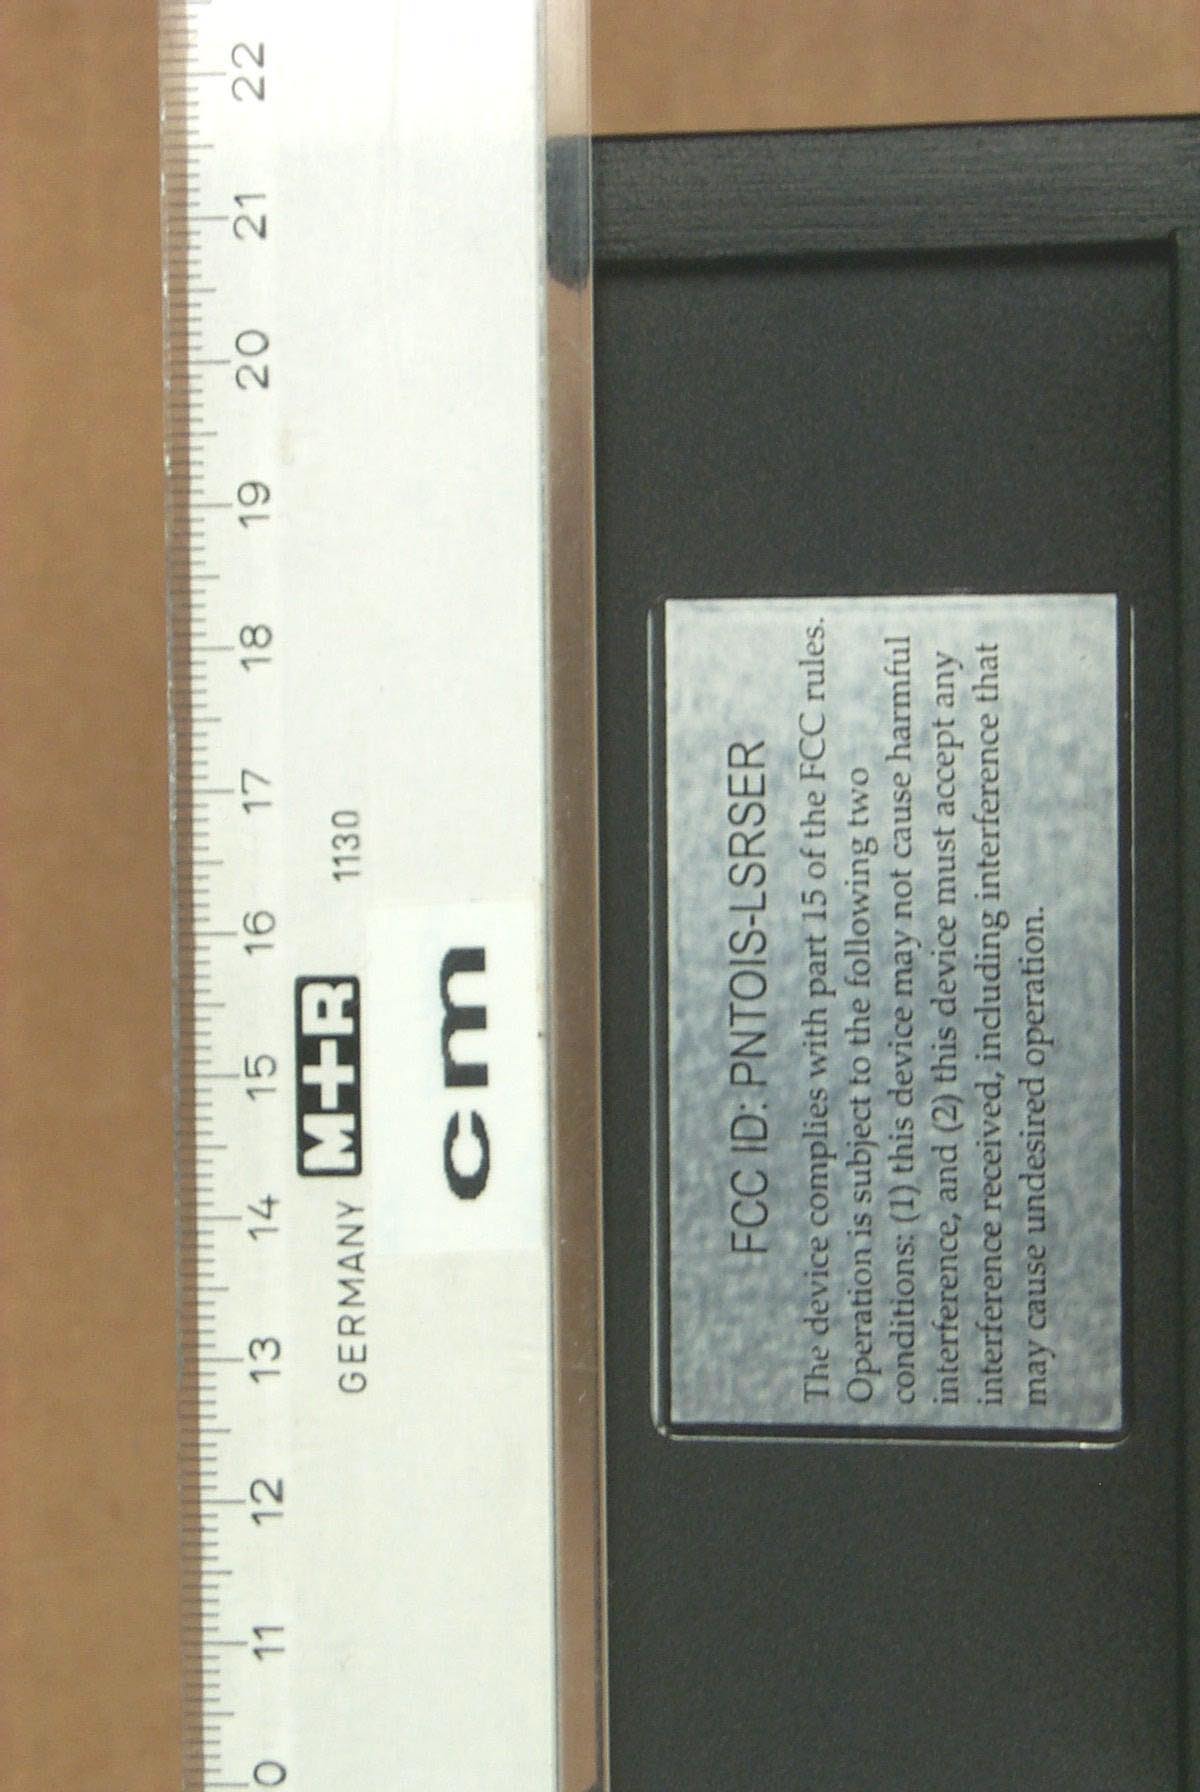 0 11 12 13 14 15 16 17 18 19 20 21 22
GERMANY M+R 1130
cm
FCC ID: PNTOIS-LSRSER
The device complies with part 15 of the FCC rules.
Operation is subject to the following two
conditions: (1) this device may not cause harmful
interference, and (2) this device must accept any
interference received, including interference that
may cause undesired operation.